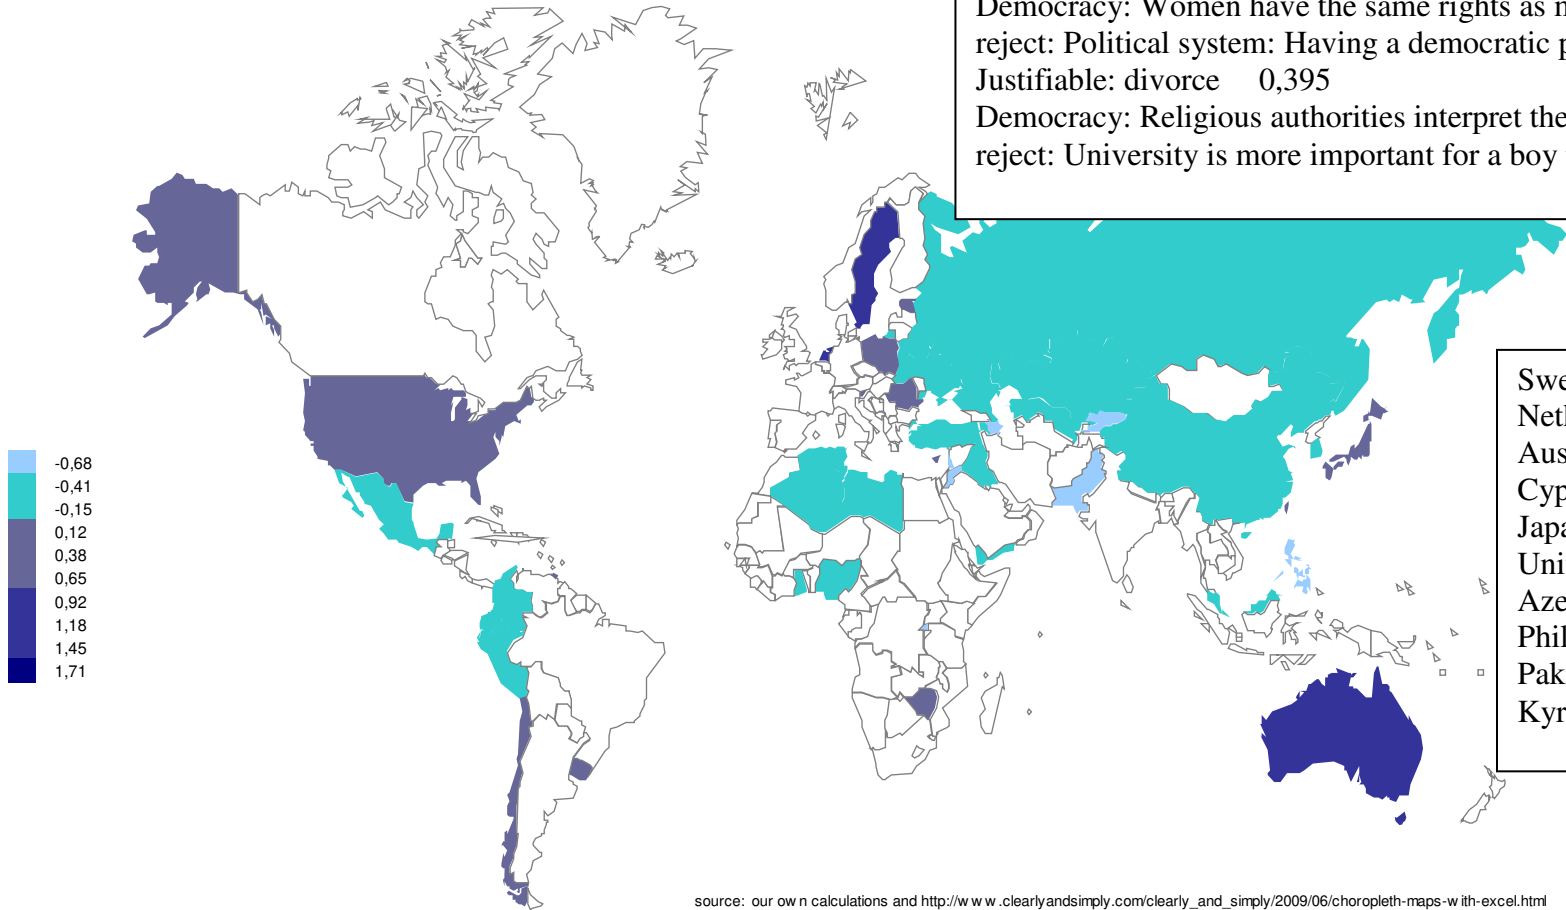 Democracy: Women have the same rights as
reject: Political system: Having a democratic
Justifiable: divorce 0,395
Democracy: Religious authorities interpret the
reject: University is more important for a boy
-0,68
-0,41
-0,15
0,12
0,38
0,65
0,92
1,18
1,45
1,71
Swe
Neth
Aus
Cyp
Japa
Uni
Aze
Phil
Pak
Kyr
source: our own calculations and http://www.clearlyandsimply.com/clearly_and_simply/2009/06/choropleth-maps-with-excel.html